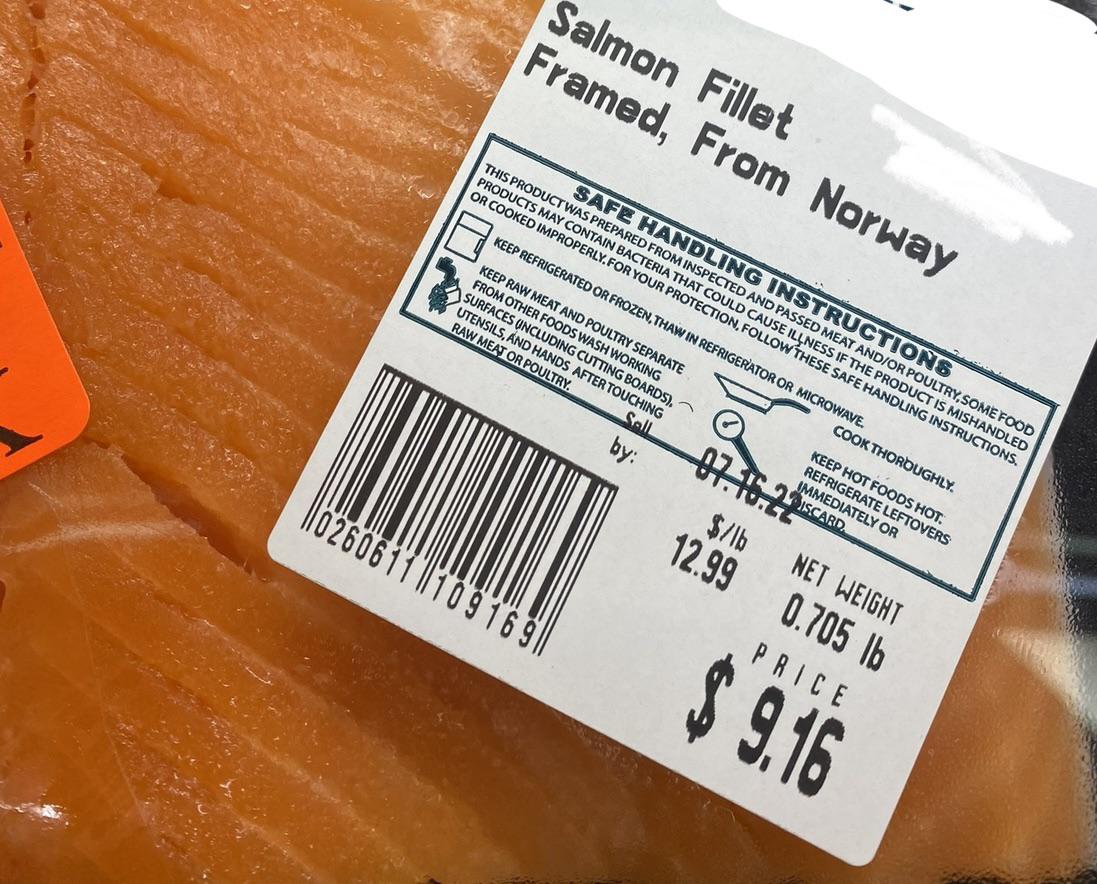 Salmon Fillet
Framed, From Norway
SAFE HANDLING INSTRUCTIONS
THIS PRODUCT WAS PREPARED FROM INSPECTED AND PASSED MEAT AND/OR POULTRY, SOME FOOD
PRODUCTS MAY CONTAIN BACTERIA THAT COULD CAUSE ILLNESS IF THE PRODUCT IS MISHANDLED
OR COOKED IMPROPERLY. FOR YOUR PROTECTION, FOLLOW THESE SAFE HANDLING INSTRUCTIONS.
KEEP REFRIGERATED OR FROZEN, THAW IN REFRIGERATOR OR MICROWAVE.
KEEP RAW MEAT AND POULTRY SEPARATE
FROM OTHER FOODS WASH WORKING
SURFACES (INCLUDING CUTTING BOARDS),
UTENSILS, AND HANDS AFTER TOUCHING
RAW MEAT OR POULTRY.
COOK THOROUGHLY.
KEEP HOT FOODS HOT.
REFRIGERATE LEFTOVERS
IMMEDIATELY OR
DISCARD.
Sell
by:
07.16.22
$/lb
12.99
NET WEIGHT
0.705 lb
PRICE
$ 9.16
0260611 109169